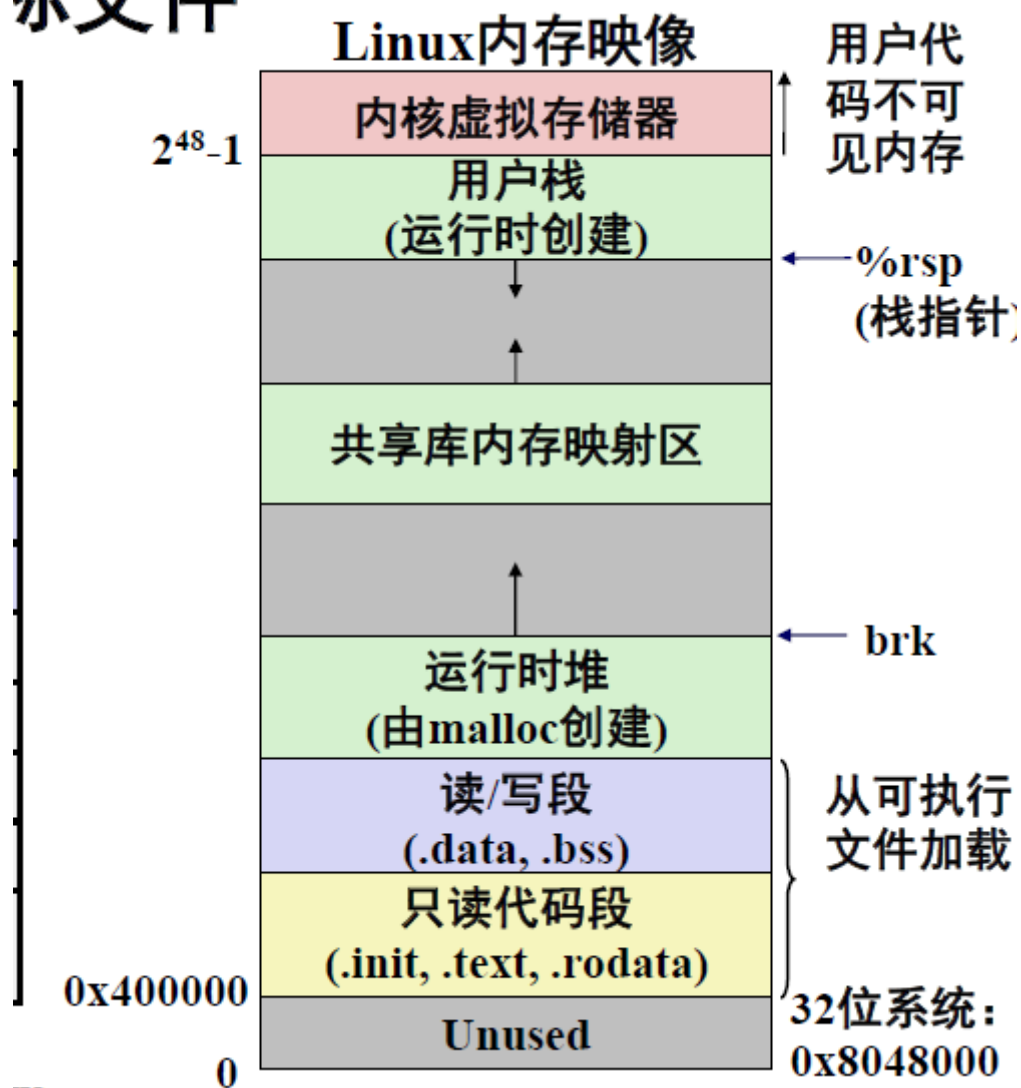 Linux内存映像
用户代
码不可
见内存
内核虚拟存储器
2⁴⁸-1
用户栈
(运行时创建)
%rsp
(栈指针)
共享库内存映射区
brk
运行时堆
(由malloc创建)
读/写段
(.data, .bss)
从可执行
文件加载
只读代码段
(.init, .text, .rodata)
0x400000
32位系统：
0x8048000
Unused
0